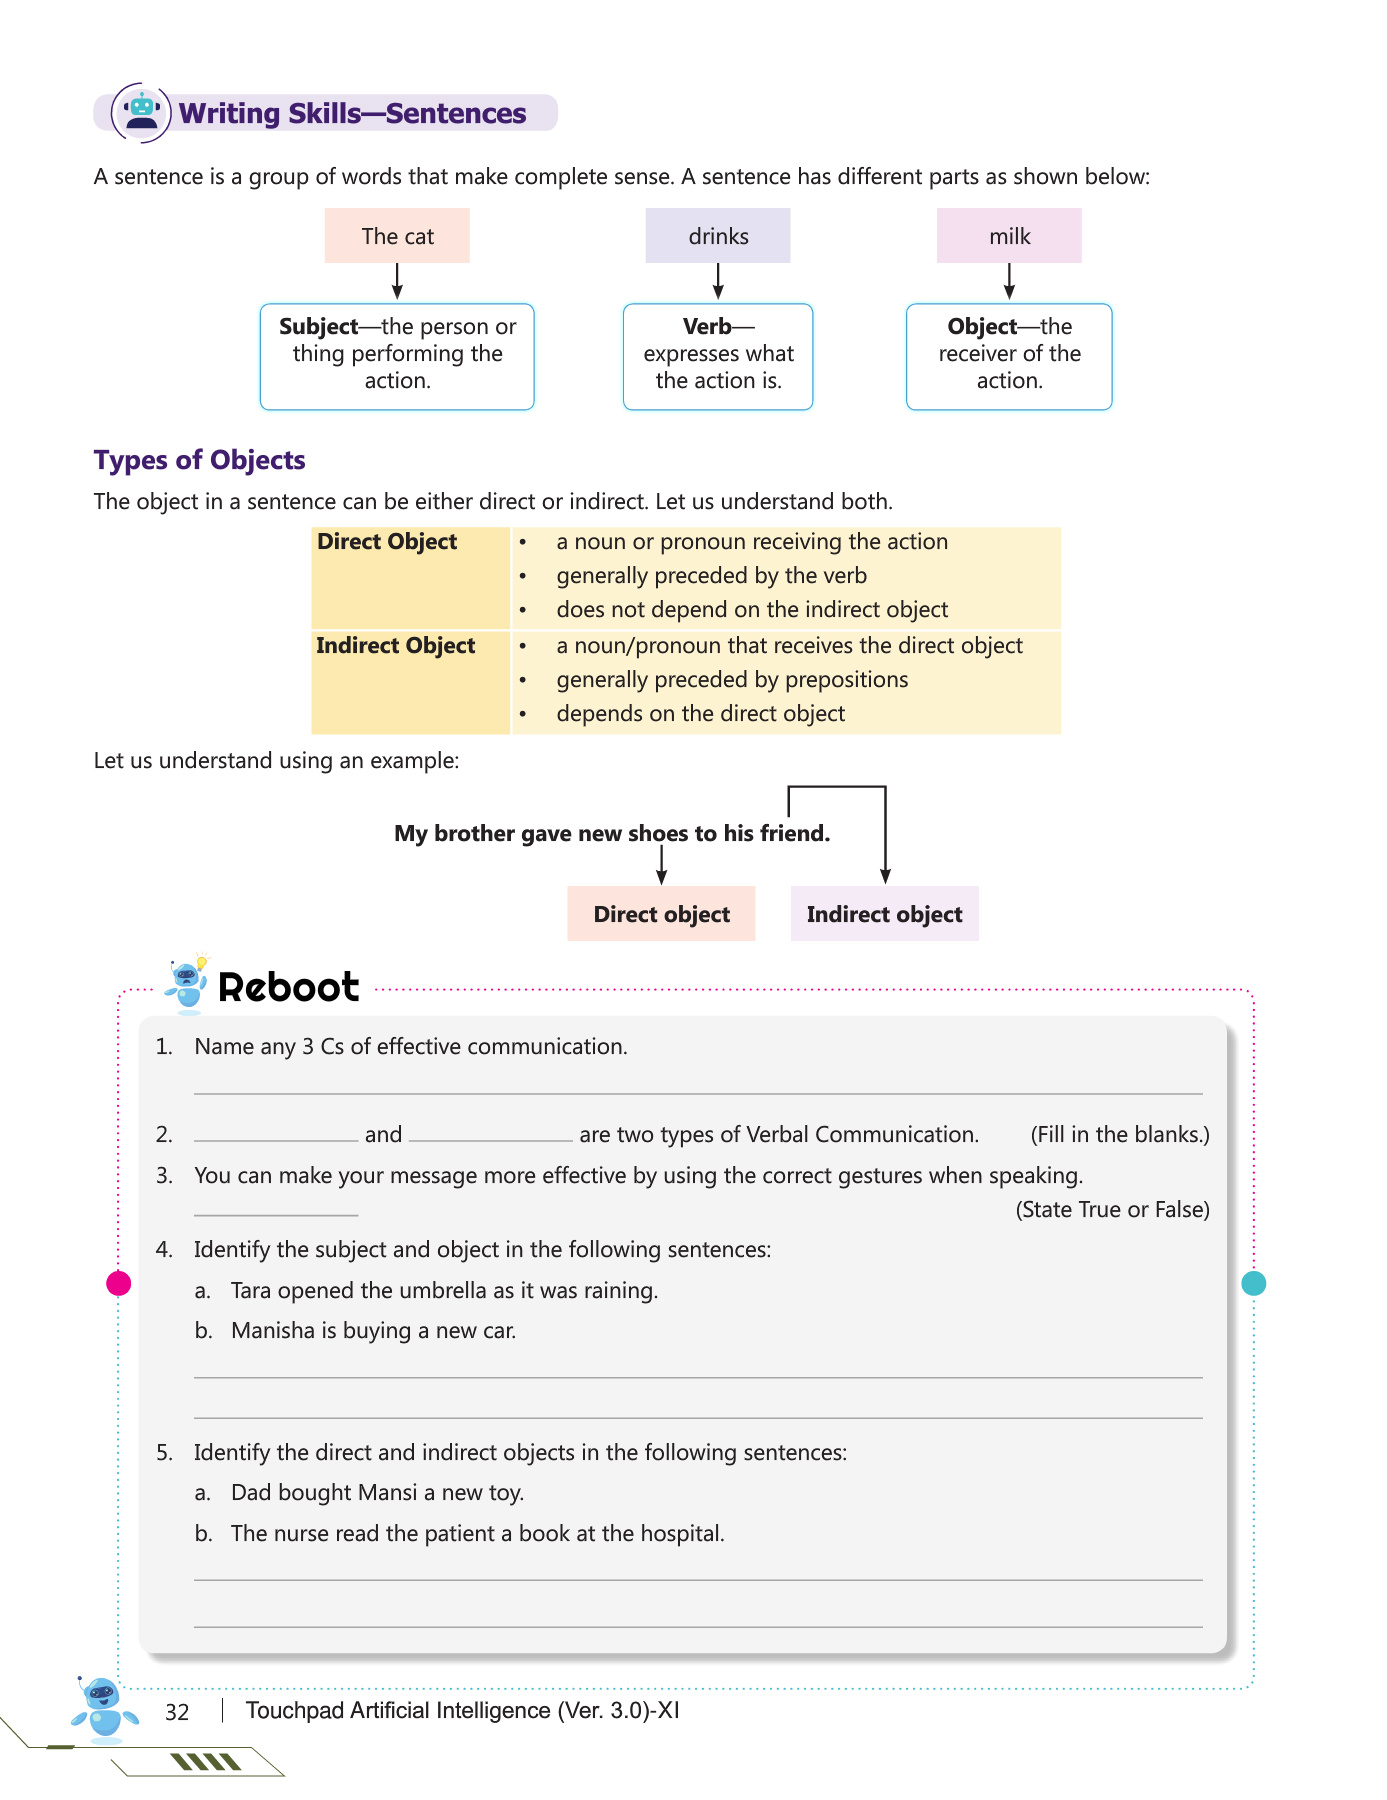 Writing Skills—Sentences
A sentence is a group of words that make complete sense. A sentence has different parts as shown below:
The cat
drinks
milk
Subject—the person or
thing performing the
action.
Verb—
expresses what
the action is.
Object—the
receiver of the
action.
Types of Objects
The object in a sentence can be either direct or indirect. Let us understand both.
Direct Object
• a noun or pronoun receiving the action
• generally preceded by the verb
• does not depend on the indirect object
Indirect Object
• a noun/pronoun that receives the direct object
• generally preceded by prepositions
• depends on the direct object
Let us understand using an example:
My brother gave new shoes to his friend.
Direct object
Indirect object
Reboot
1. Name any 3 Cs of effective communication.
2. ______________ and ______________ are two types of Verbal Communication. (Fill in the blanks.)
3. You can make your message more effective by using the correct gestures when speaking.
______________ (State True or False)
4. Identify the subject and object in the following sentences:
a. Tara opened the umbrella as it was raining.
b. Manisha is buying a new car.
5. Identify the direct and indirect objects in the following sentences:
a. Dad bought Mansi a new toy.
b. The nurse read the patient a book at the hospital.
32 | Touchpad Artificial Intelligence (Ver. 3.0)-XI